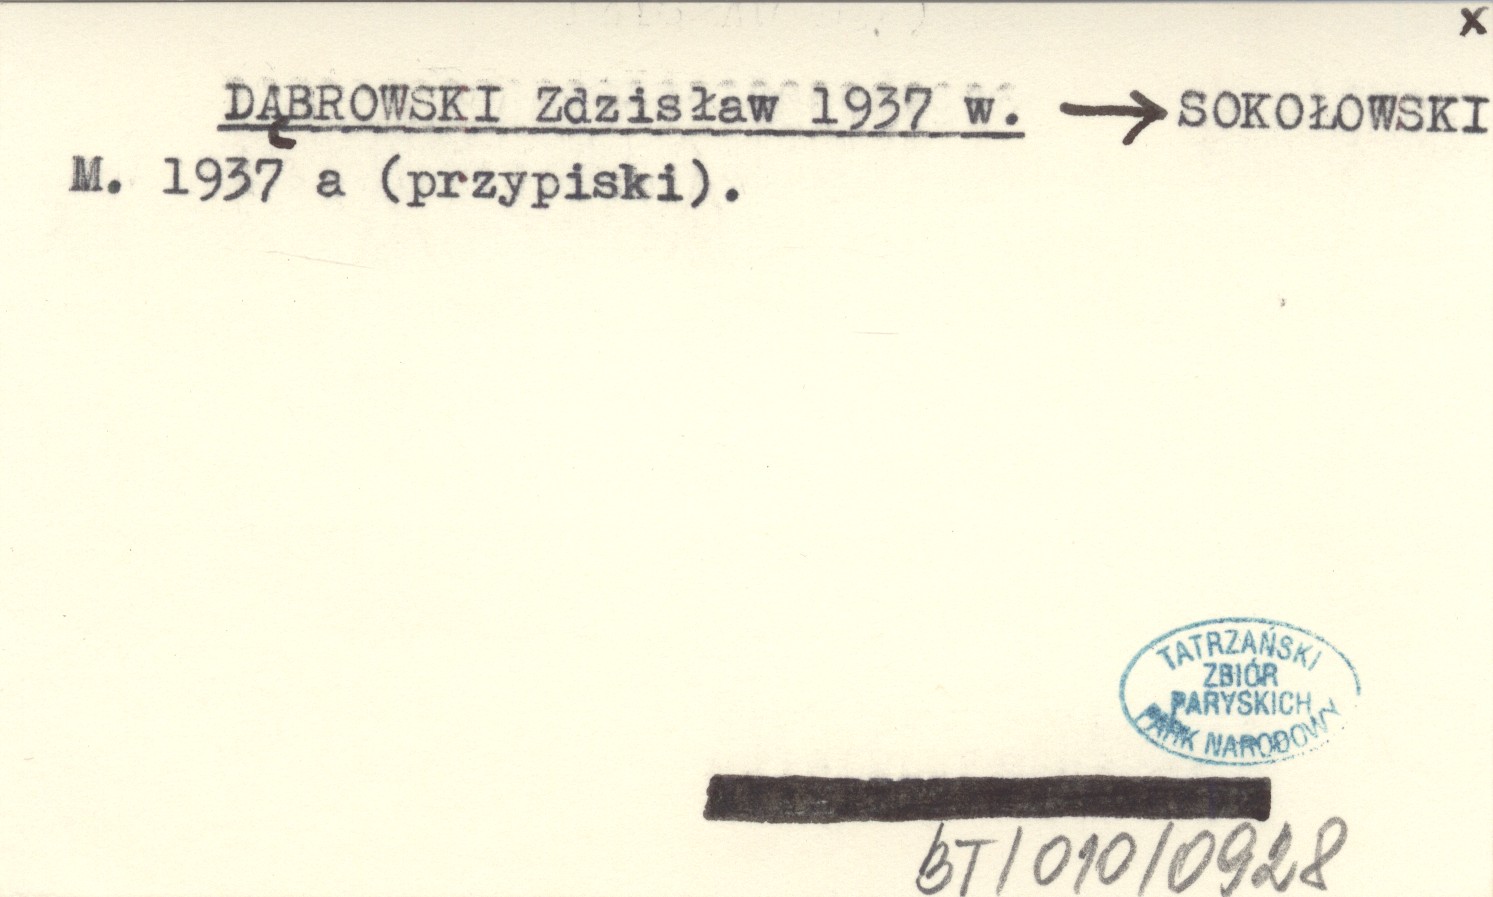 x
DĄBROWSKI Zdzisław 1937 w. → SOKOŁOWSKI
M. 1937 a (przypiski).
TATRZAŃSKI
ZBIÓR
PARYSKICH
PARK NARODOWY
BT/010/0928